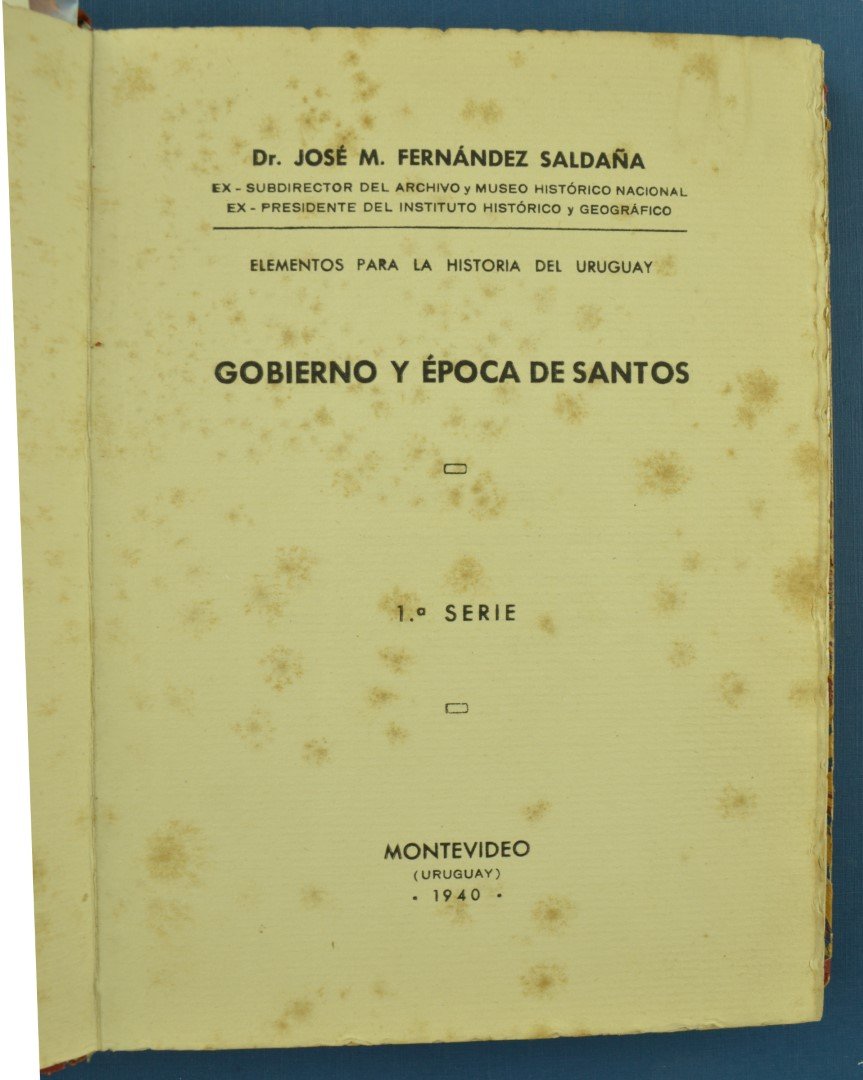 Dr. JOSÉ M. FERNÁNDEZ SALDAÑA
EX - SUBDIRECTOR DEL ARCHIVO y MUSEO HISTÓRICO NACIONAL
EX - PRESIDENTE DEL INSTITUTO HISTÓRICO y GEOGRÁFICO
ELEMENTOS PARA LA HISTORIA DEL URUGUAY
GOBIERNO Y ÉPOCA DE SANTOS
1.ª SERIE
MONTEVIDEO
(URUGUAY)
• 1940 •